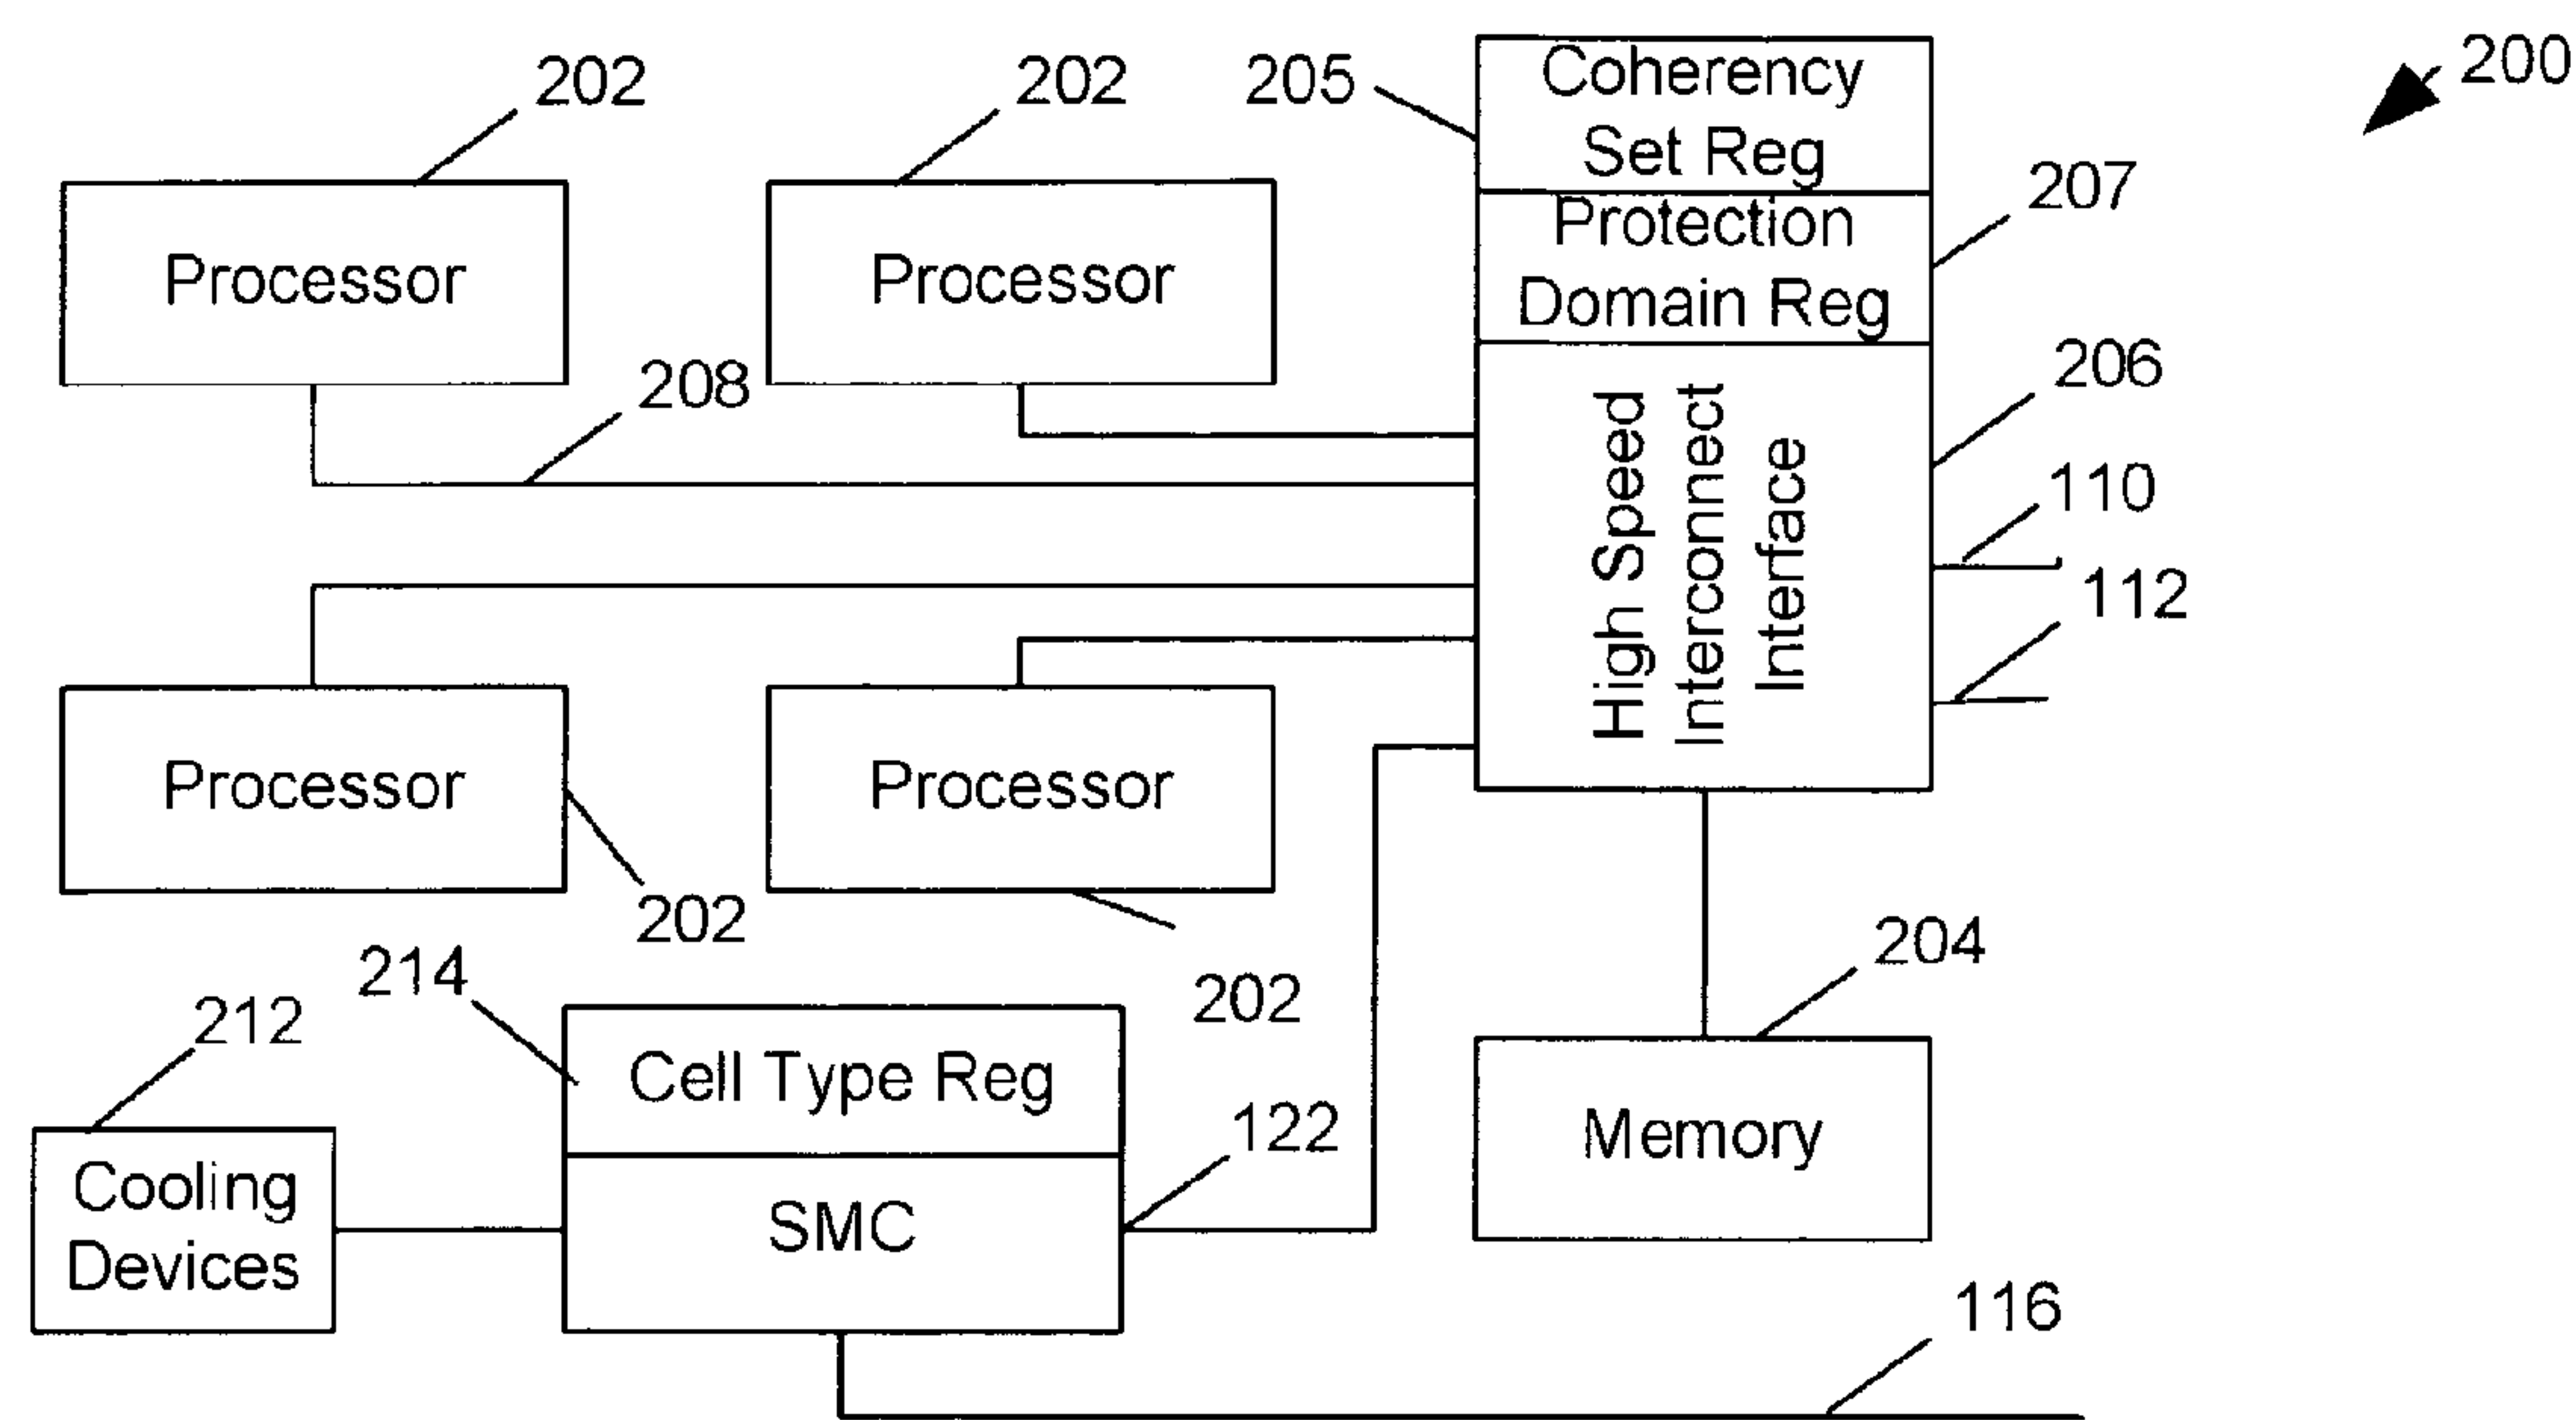 200
202
202
205
Coherency
Set Reg
207
Protection
Domain Reg
Processor
Processor
206
208
High Speed
Interconnect
Interface
110
112
Processor
Processor
202
202
204
214
212
Cell Type Reg
122
Memory
Cooling
Devices
SMC
116